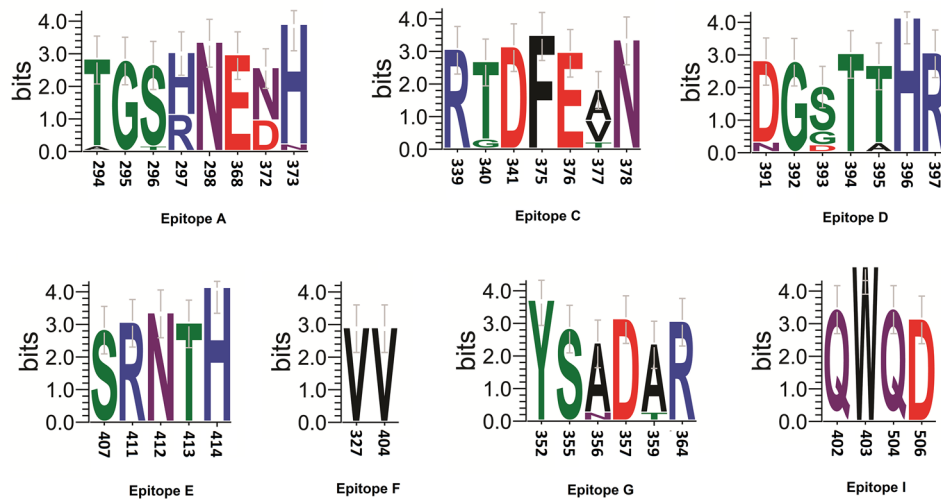 bits
4.0
3.0
2.0
1.0
0.0
TGSHNENH
A R D N
294 295 296 297 298 368 372 373
Epitope A
bits
4.0
3.0
2.0
1.0
0.0
RTDFEAN
G V T
339 340 341 375 376 377 378
Epitope C
bits
4.0
3.0
2.0
1.0
0.0
DGSTTHR
N G A
D
391 392 393 394 395 396 397
Epitope D
bits
4.0
3.0
2.0
1.0
0.0
SRNTH
407 411 412 413 414
Epitope E
bits
4.0
3.0
2.0
1.0
0.0
VV
327 404
Epitope F
bits
4.0
3.0
2.0
1.0
0.0
YSADAR
N T
352 355 356 357 199 364
Epitope G
bits
4.0
3.0
2.0
1.0
0.0
QWQD
402 403 504 506
Epitope I